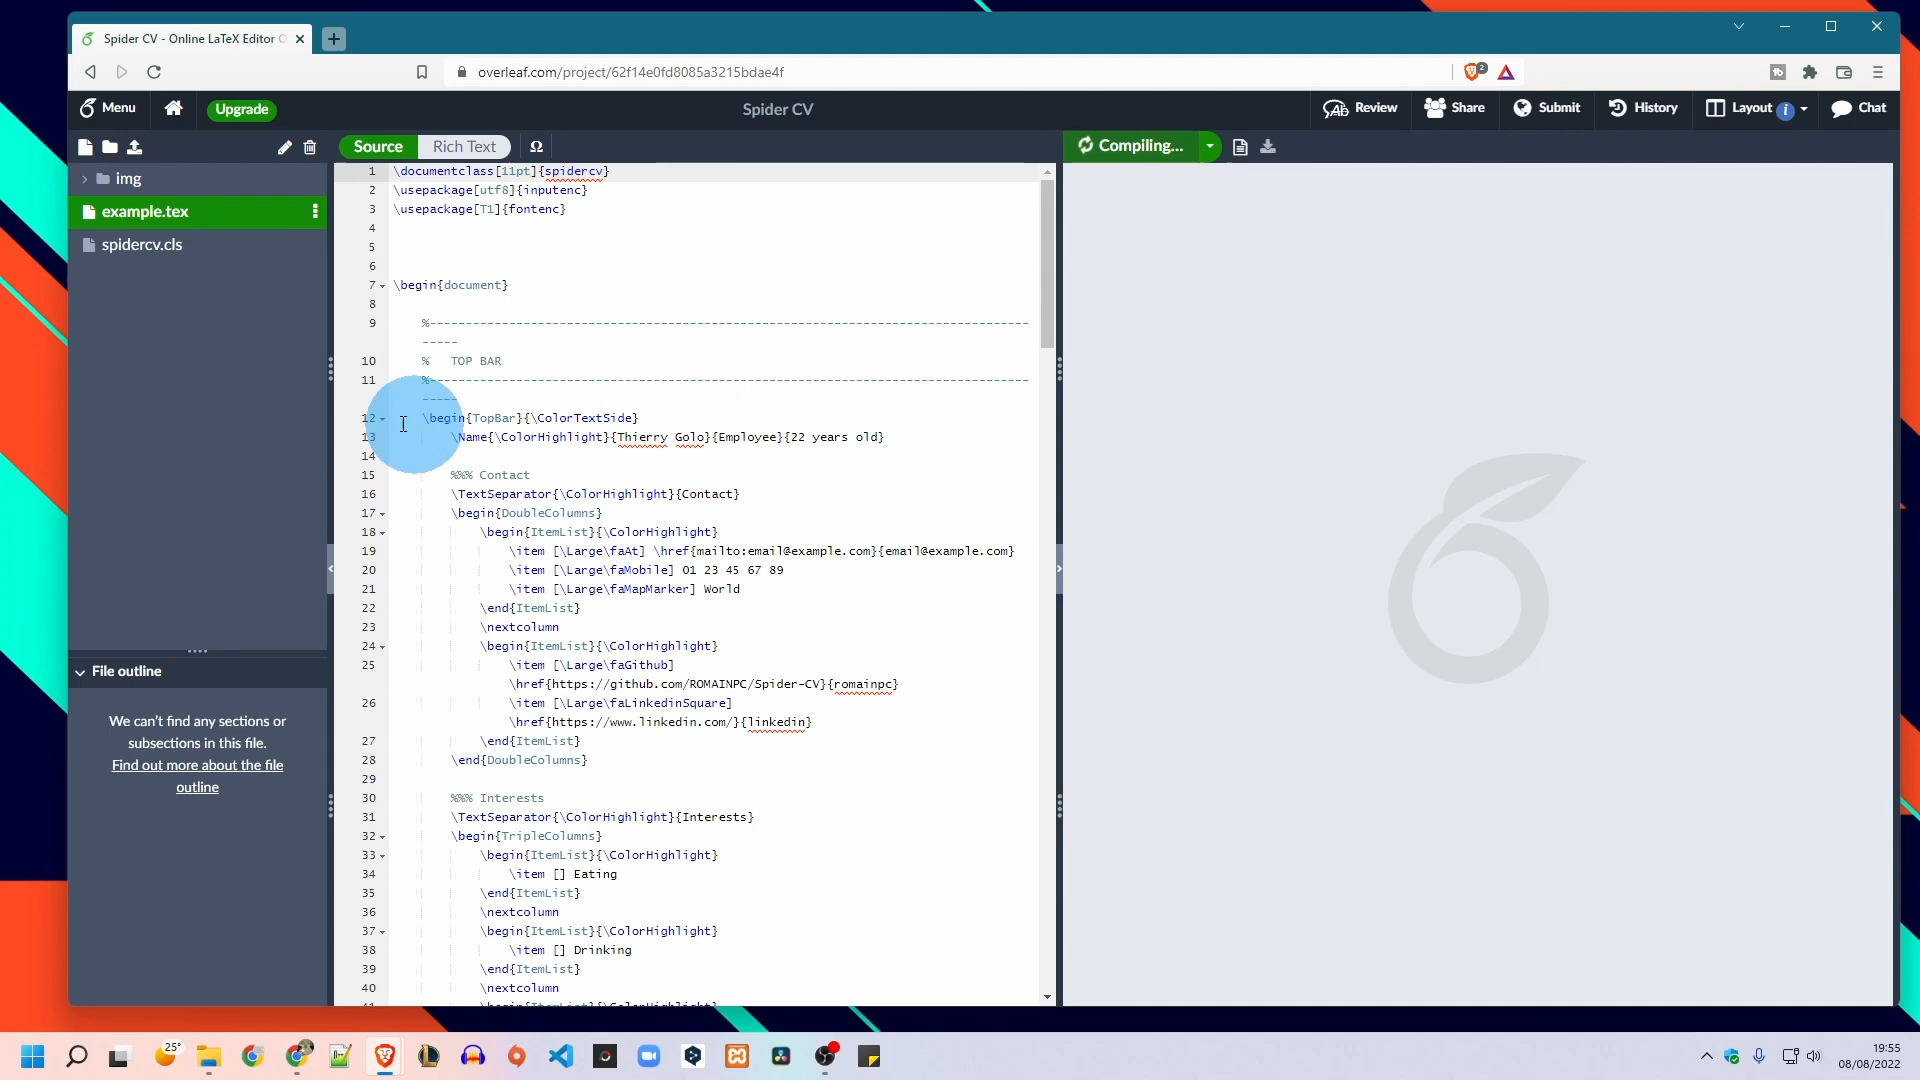 Spider CV - Online LaTeX Editor O
overleaf.com/project/62f14e0fd8085a3215bdae4f
2
Menu
Upgrade
Spider CV
Review
Share
Submit
History
Layout
Chat
Source
Rich Text
Ω
Compiling...
img
example.tex
spidercv.cls
File outline
We can't find any sections or
subsections in this file.
Find out more about the file
outline
1 \documentclass[11pt]{spidercv}
2 \usepackage[utf8]{inputenc}
3 \usepackage[T1]{fontenc}
4
5
6
7 \begin{document}
8
9 %-----------------------------------------------------------------------------------
-----
10 % TOP BAR
11 %-----------------------------------------------------------------------------------
-----
12 \begin{TopBar}{\ColorTextSide}
13 \Name{\ColorHighlight}{Thierry Golo}{Employee}{22 years old}
14
15 %%% Contact
16 \TextSeparator{\ColorHighlight}{Contact}
17 \begin{DoubleColumns}
18 \begin{ItemList}{\ColorHighlight}
19 \item [\Large\faAt] \href{mailto:email@example.com}{email@example.com}
20 \item [\Large\faMobile] 01 23 45 67 89
21 \item [\Large\faMapMarker] World
22 \end{ItemList}
23 \nextcolumn
24 \begin{ItemList}{\ColorHighlight}
25 \item [\Large\faGithub]
\href{https://github.com/ROMAINPC/Spider-CV}{romainpc}
26 \item [\Large\faLinkedinSquare]
\href{https://www.linkedin.com/}{linkedin}
27 \end{ItemList}
28 \end{DoubleColumns}
29
30 %%% Interests
31 \TextSeparator{\ColorHighlight}{Interests}
32 \begin{TripleColumns}
33 \begin{ItemList}{\ColorHighlight}
34 \item [] Eating
35 \end{ItemList}
36 \nextcolumn
37 \begin{ItemList}{\ColorHighlight}
38 \item [] Drinking
39 \end{ItemList}
40 \nextcolumn
41 \begin{ItemList}{\ColorHighlight}
25°
19:55
08/08/2022